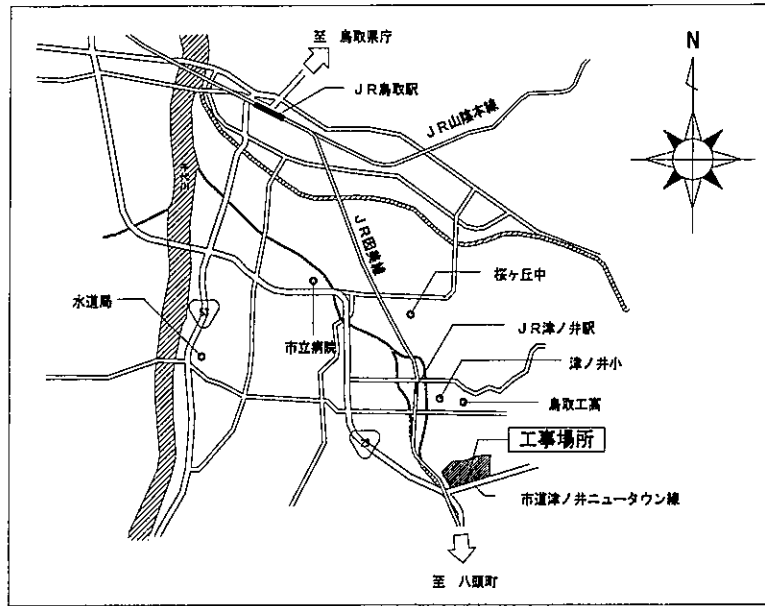 至 鳥取県庁
N
JR鳥取駅
JR山陰本線
JR因美線
桜ヶ丘中
水道局
市立病院
JR津ノ井駅
津ノ井小
鳥取工高
工事場所
市道津ノ井ニュータウン線
至 八頭町